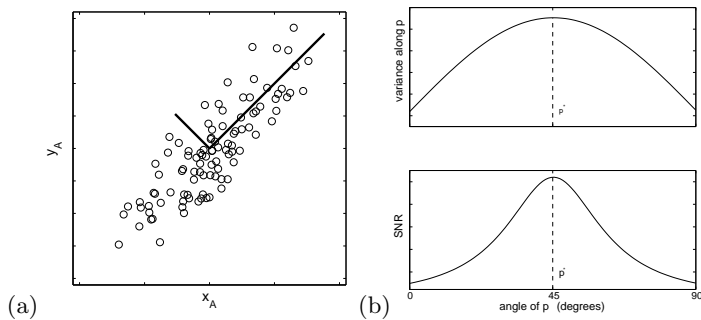 (a)
y_A
x_A
(b)
variance along p
p*
SNR
p*
0
45
90
angle of p (degrees)